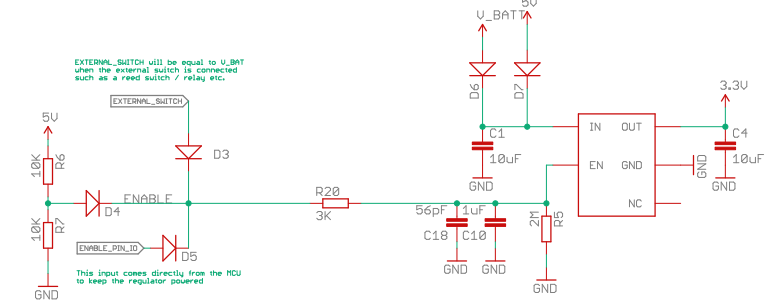 V_BATT
5V
EXTERNAL_SWITCH will be equal to V_BAT
when the external switch is connected
such as a reed switch / relay etc.
D6
D7
3.3V
EXTERNAL_SWITCH
5V
C1
10uF
GND
IN
OUT
EN
GND
NC
GND
C4
10uF
GND
D3
10K
R6
ENABLE
D4
R20
3K
56pF
1uF
C18
C10
2M
R5
10K
R7
ENABLE_PIN_IO
D5
GND
GND
GND
GND
This input comes directly from the MCU
to keep the regulator powered